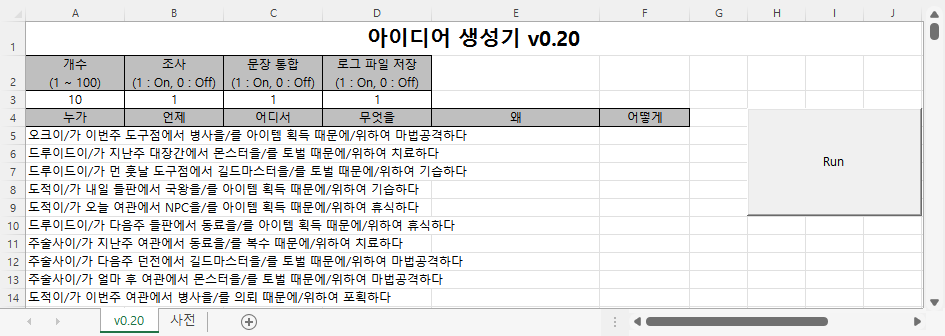 A B C D E F G H I J
1 아이디어 생성기 v0.20
2 개수 조사 문장 통합 로그 파일 저장
(1 ~ 100) (1 : On, 0 : Off) (1 : On, 0 : Off) (1 : On, 0 : Off)
3 10 1 1 1
4 누가 언제 어디서 무엇을 왜 어떻게
5 오크이/가 이번주 도구점에서 병사을/를 아이템 획득 때문에/위하여 마법공격하다
6 드루이드이/가 지난주 대장간에서 몬스터을/를 토벌 때문에/위하여 치료하다
7 드루이드이/가 먼 훗날 도구점에서 길드마스터을/를 토벌 때문에/위하여 기습하다
8 도적이/가 내일 들판에서 국왕을/를 아이템 획득 때문에/위하여 기습하다
9 도적이/가 오늘 여관에서 NPC을/를 아이템 획득 때문에/위하여 휴식하다
10 드루이드이/가 다음주 들판에서 동료을/를 아이템 획득 때문에/위하여 휴식하다
11 주술사이/가 지난주 여관에서 동료을/를 복수 때문에/위하여 치료하다
12 주술사이/가 다음주 던전에서 길드마스터을/를 토벌 때문에/위하여 마법공격하다
13 주술사이/가 얼마 후 여관에서 몬스터을/를 토벌 때문에/위하여 마법공격하다
14 도적이/가 이번주 여관에서 병사을/를 의뢰 때문에/위하여 포획하다
Run
v0.20 사전